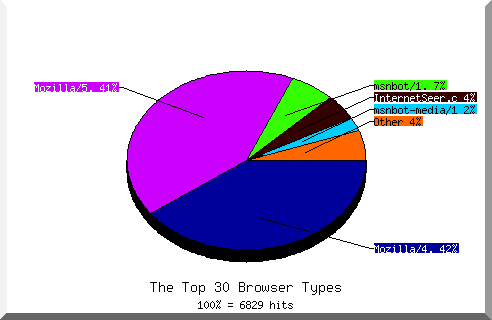 Mozilla/5. 41%
msnbot/1. 7%
InternetSeer.c 4%
msnbot-media/1 2%
Other 4%
Mozilla/4. 42%
The Top 30 Browser Types
100% = 6829 hits